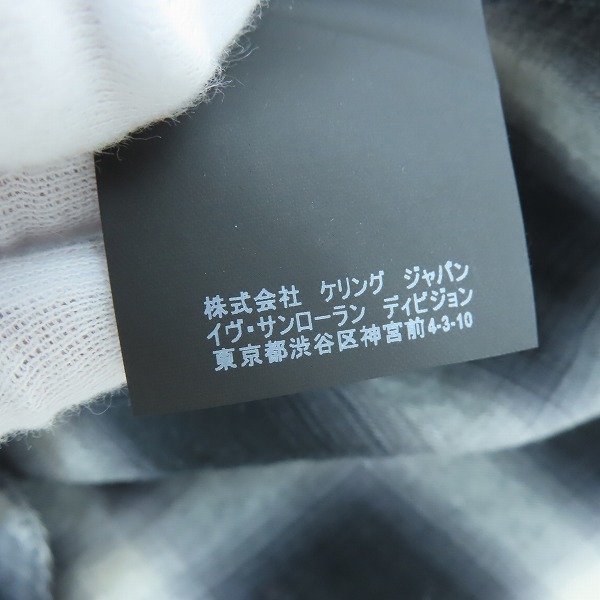 株式会社 ケリング ジャパン
イヴ・サンローラン ディビジョン
東京都渋谷区神宮前4-3-10